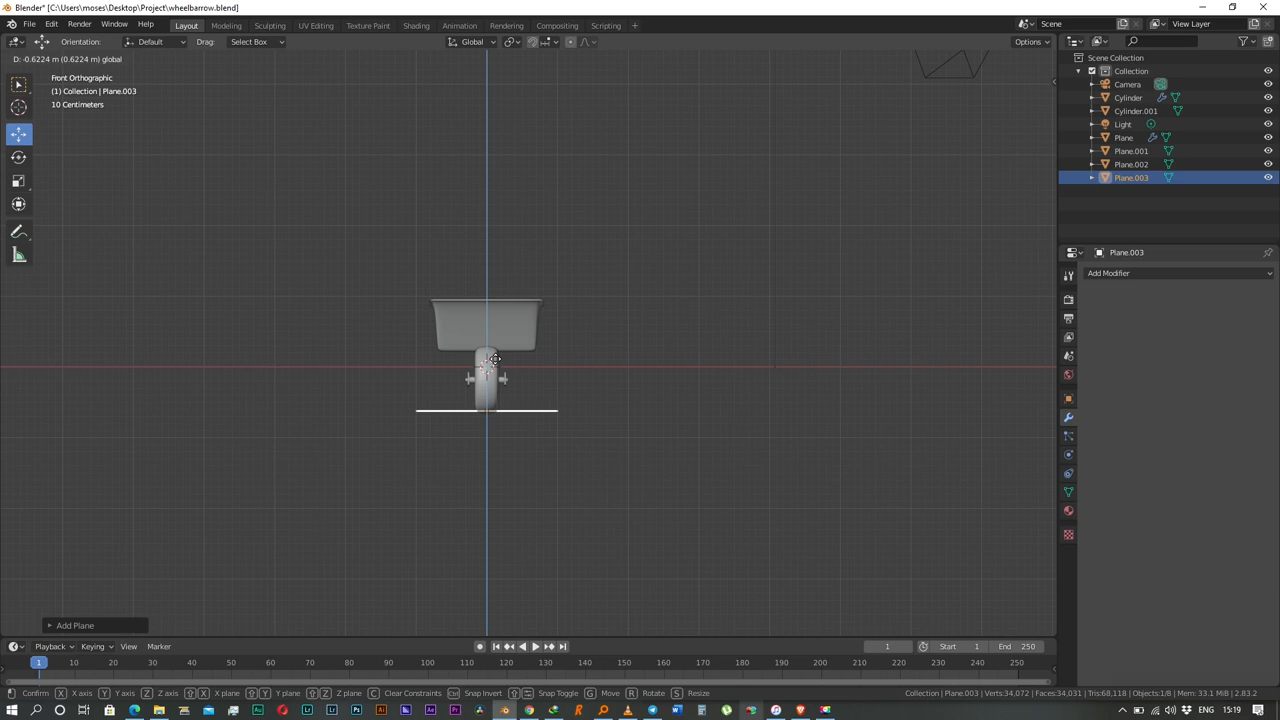 Blender* [C:\Users\moses\Desktop\Project\wheelbarrow.blend]
File Edit Render Window Help Layout Modeling Sculpting UV Editing Texture Paint Shading Animation Rendering Compositing Scripting Scene View Layer
Orientation: Default Drag: Select Box Global Options
D: -0.6224 m (0.6224 m) global
Front Orthographic
(1) Collection | Plane.003
10 Centimeters
Scene Collection
Collection
Camera
Cylinder
Cylinder.001
Light
Plane
Plane.001
Plane.002
Plane.003
Plane.003
Add Modifier
Add Plane
Playback Keying View Marker 1 Start 1 End 250
1 10 20 30 40 50 60 70 80 90 100 110 120 130 140 150 160 170 180 190 200 210 220 230 240 250
Confirm X X axis Y Y axis Z Z axis X X plane Y Y plane Z Z plane C Clear Constraints Snap Invert Snap Toggle G Move R Rotate S Resize Collection | Plane.003 | Verts:34,072 | Faces:34,031 | Tris:68,118 | Objects:1/8 | Mem: 33.1 MiB | 2.83.2
ENG 15:19